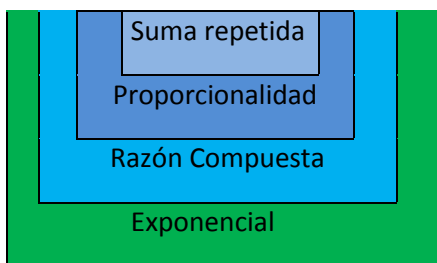 Suma repetida
Proporcionalidad
Razón Compuesta
Exponencial